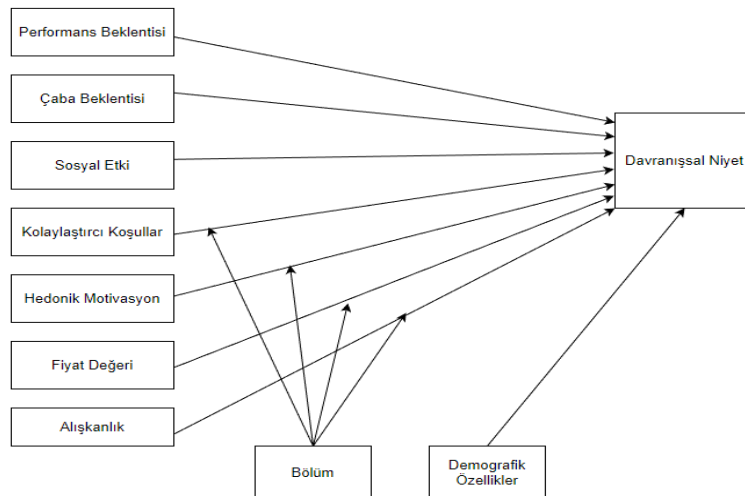 Performans Beklentisi
Çaba Beklentisi
Sosyal Etki
Kolaylaştırcı Koşullar
Hedonik Motivasyon
Fiyat Değeri
Alışkanlık
Davranışsal Niyet
Bölüm
Demografik
Özellikler